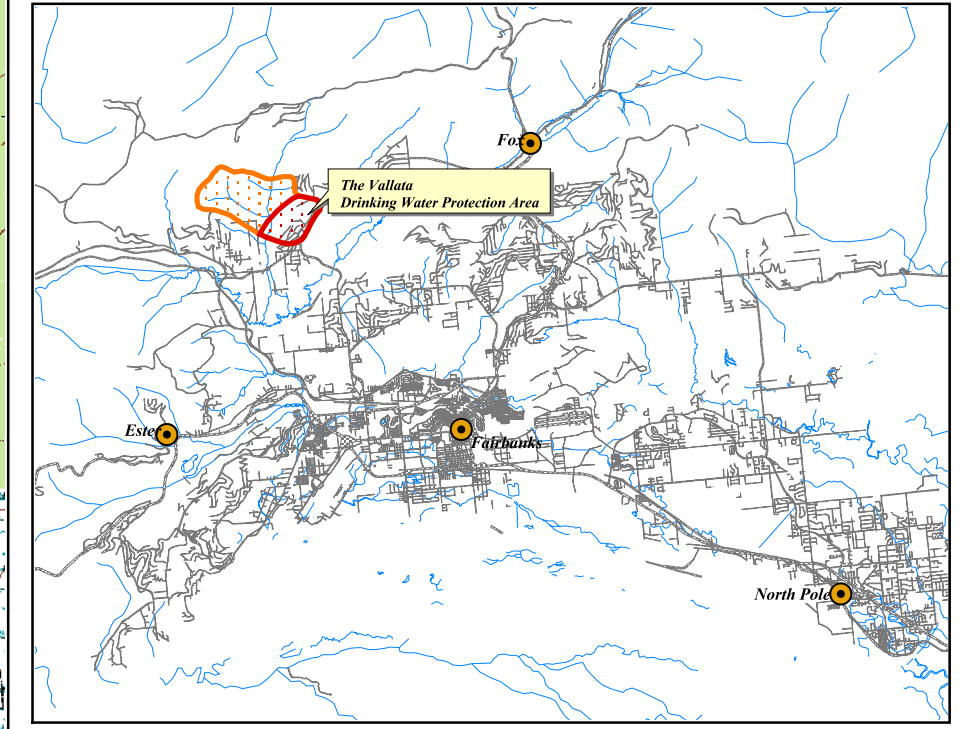 Fox
The Vallata
Drinking Water Protection Area
Ester
Fairbanks
North Pole